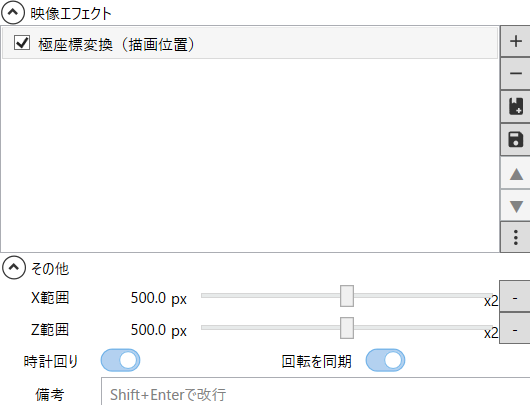 映像エフェクト
極座標変換（描画位置）
その他
X範囲 500.0 px x2 -
Z範囲 500.0 px x2 -
時計回り 回転を同期
備考 Shift+Enterで改行